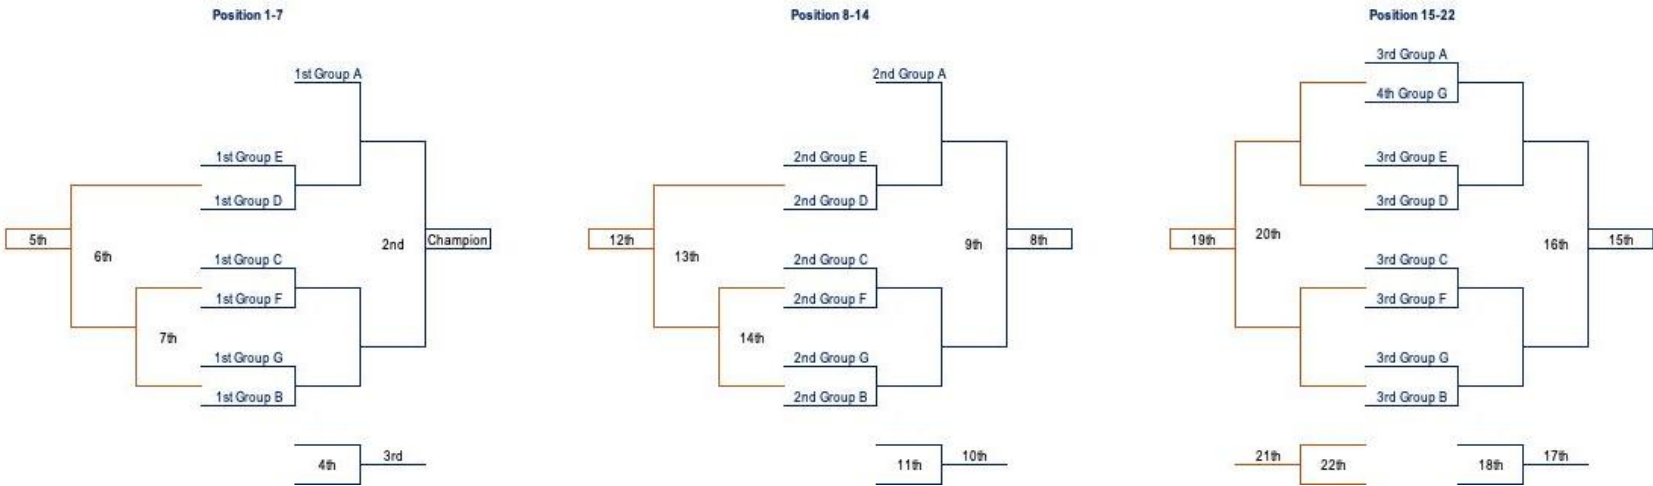 Position 1-7
1st Group A
1st Group E
1st Group D
5th
6th
2nd
Champion
1st Group C
1st Group F
7th
1st Group G
1st Group B
4th
3rd
Position 8-14
2nd Group A
2nd Group E
2nd Group D
12th
13th
9th
8th
2nd Group C
2nd Group F
14th
2nd Group G
2nd Group B
11th
10th
Position 15-22
3rd Group A
4th Group G
3rd Group E
3rd Group D
19th
20th
16th
15th
3rd Group C
3rd Group F
3rd Group G
3rd Group B
21th
22th
18th
17th